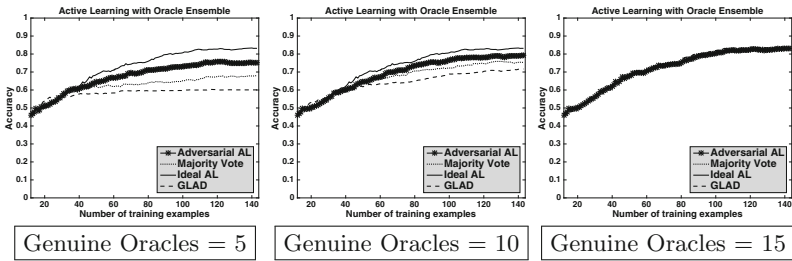 Active Learning with Oracle Ensemble
1
0.9
0.8
0.7
0.6
0.5
0.4
0.3
0.2
0.1
0
Accuracy
Adversarial AL
Majority Vote
Ideal AL
GLAD
20 40 60 80 100 120 140
Number of training examples
Genuine Oracles = 5
Active Learning with Oracle Ensemble
1
0.9
0.8
0.7
0.6
0.5
0.4
0.3
0.2
0.1
0
Accuracy
Adversarial AL
Majority Vote
Ideal AL
GLAD
20 40 60 80 100 120 140
Number of training examples
Genuine Oracles = 10
Active Learning with Oracle Ensemble
1
0.9
0.8
0.7
0.6
0.5
0.4
0.3
0.2
0.1
0
Accuracy
Adversarial AL
Majority Vote
Ideal AL
GLAD
20 40 60 80 100 120 140
Number of training examples
Genuine Oracles = 15